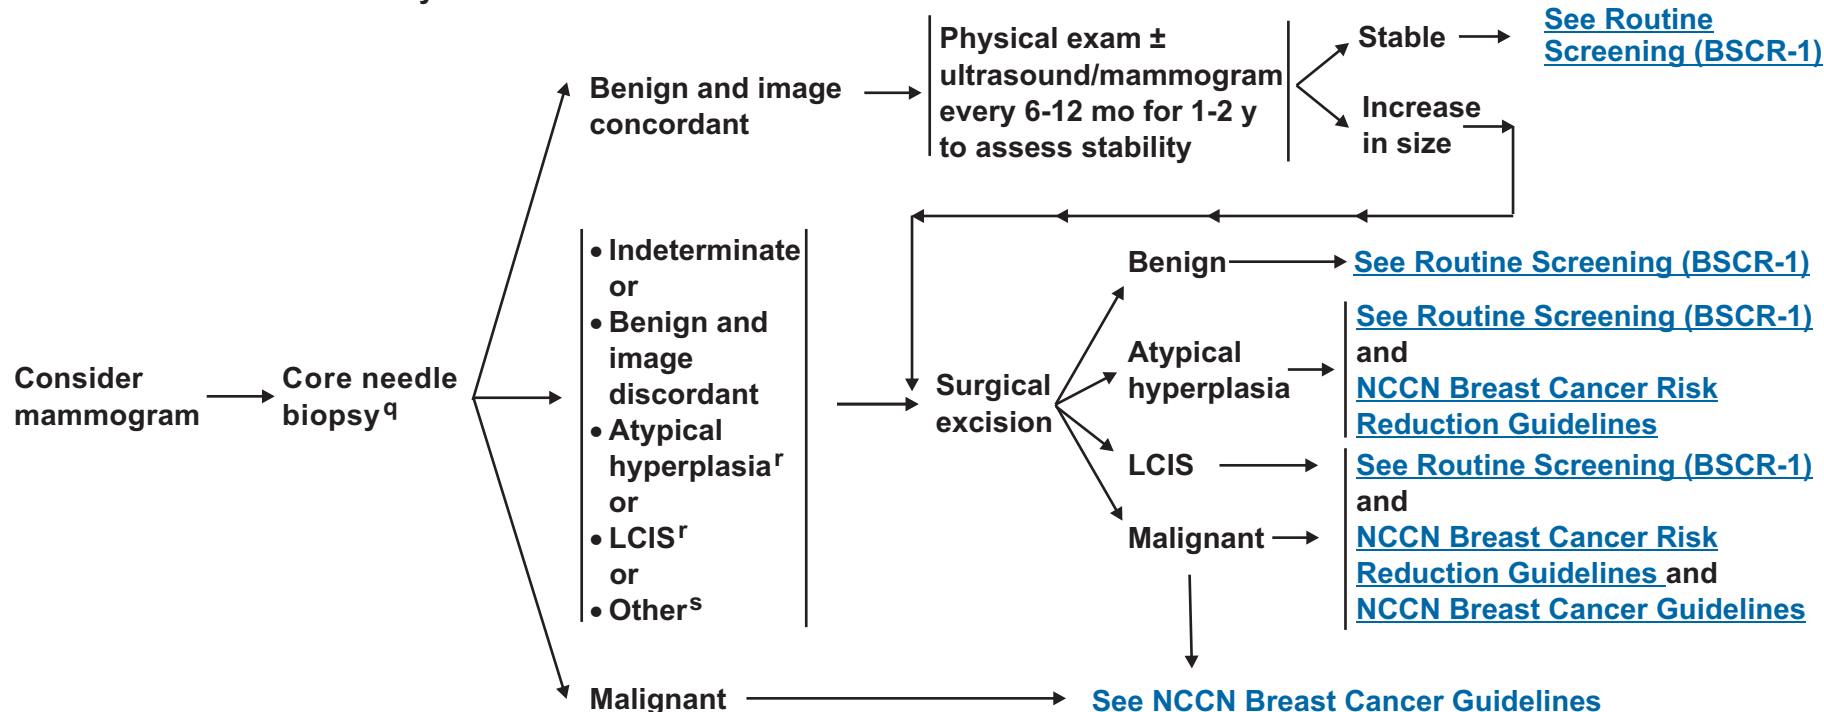 Consider
mammogram
Core needle
biopsy q
Benign and image
concordant
Physical exam ±
ultrasound/mammogram
every 6-12 mo for 1-2 y
to assess stability
Stable
See Routine
Screening (BSCR-1)
Increase
in size
• Indeterminate
or
• Benign and
image
discordant
• Atypical
hyperplasia r
or
• LCIS r
or
• Other s
Surgical
excision
Benign
See Routine Screening (BSCR-1)
Atypical
hyperplasia
See Routine Screening (BSCR-1)
and
NCCN Breast Cancer Risk
Reduction Guidelines
LCIS
Malignant
See Routine Screening (BSCR-1)
and
NCCN Breast Cancer Risk
Reduction Guidelines and
NCCN Breast Cancer Guidelines
Malignant
See NCCN Breast Cancer Guidelines